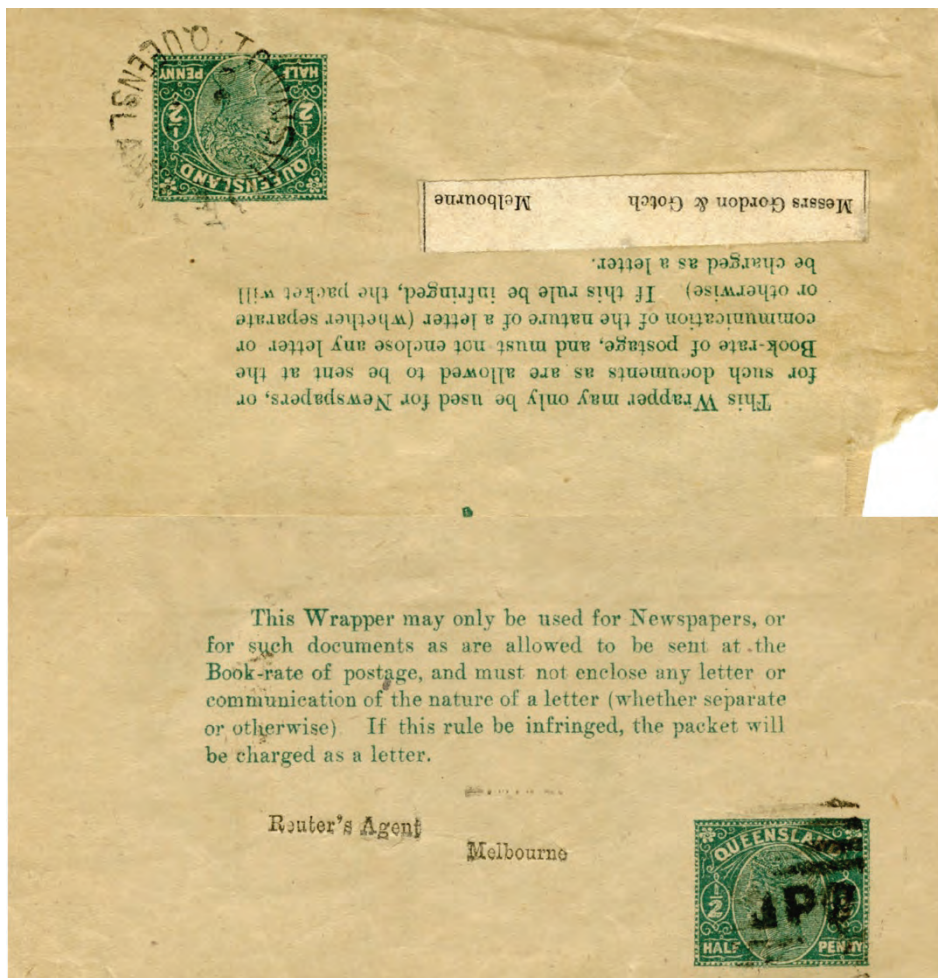 This Wrapper may only be used for Newspapers, or
for such documents as are allowed to be sent at the
Book-rate of postage, and must not enclose any letter or
communication of the nature of a letter (whether separate
or otherwise) If this rule be infringed, the packet will
be charged as a letter.
Messrs Gordon & Gotch Melbourne
QUEENSLAND
½ ½
HALF PENNY
This Wrapper may only be used for Newspapers, or
for such documents as are allowed to be sent at the
Book-rate of postage, and must not enclose any letter or
communication of the nature of a letter (whether separate
or otherwise) If this rule be infringed, the packet will
be charged as a letter.
Reuter's Agent
Melbourne
QUEENSLAND
½
HALF PENNY